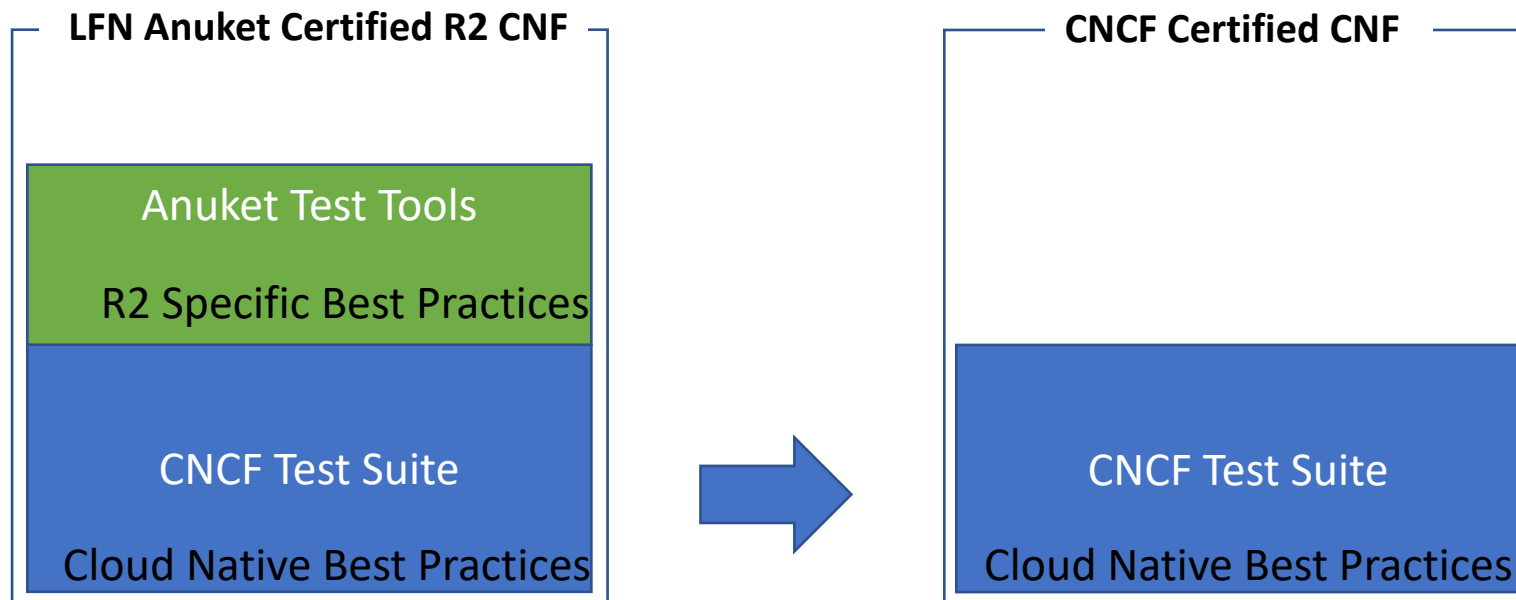 LFN Anuket Certified R2 CNF
Anuket Test Tools
R2 Specific Best Practices
CNCF Test Suite
Cloud Native Best Practices
CNCF Certified CNF
CNCF Test Suite
Cloud Native Best Practices